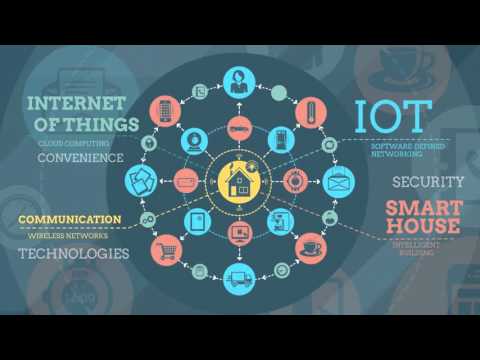 INTERNET
OF THINGS
CLOUD COMPUTING
CONVENIENCE
COMMUNICATION
WIRELESS NETWORKS
TECHNOLOGIES
IOT
SOFTWARE DEFINED
NETWORKING
SECURITY
SMART
HOUSE
INTELLIGENT
BUILDING